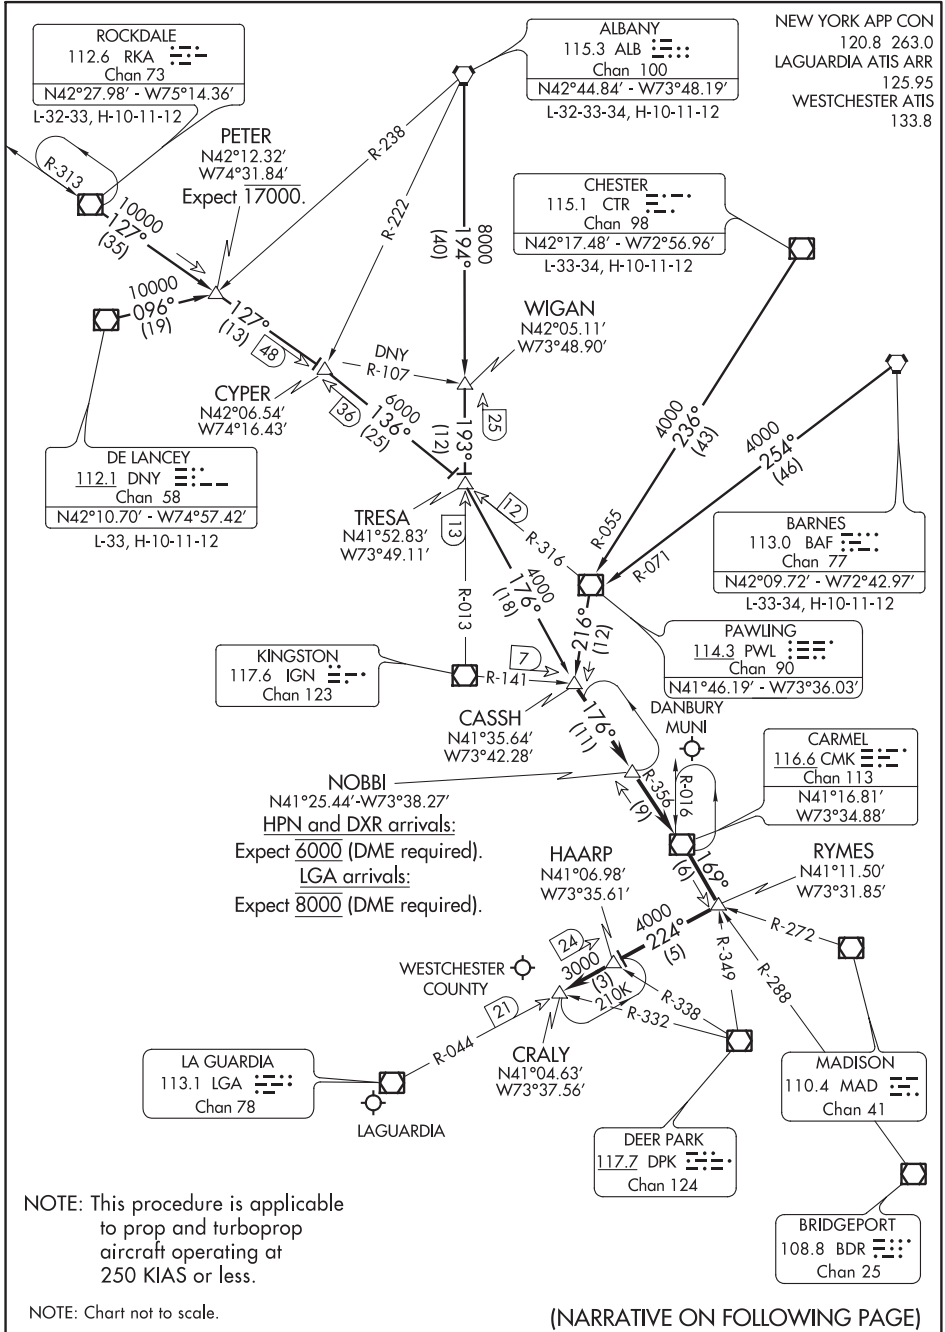 NEW YORK APP CON
120.8 263.0
LAGUARDIA ATIS ARR
125.95
WESTCHESTER ATIS
133.8
ROCKDALE
112.6 RKA
Chan 73
N42°27.98' - W75°14.36'
L-32-33, H-10-11-12
ALBANY
115.3 ALB
Chan 100
N42°44.84' - W73°48.19'
L-32-33-34, H-10-11-12
PETER
N42°12.32'
W74°31.84'
Expect 17000.
CHESTER
115.1 CTR
Chan 98
N42°17.48' - W72°56.96'
L-33-34, H-10-11-12
R-313
R-238
R-222
10000
127°
(35)
8000
194°
(40)
10000
096°
(19)
127°
(13)
48
WIGAN
N42°05.11'
W73°48.90'
DNY
R-107
CYPER
N42°06.54'
W74°16.43'
36
6000
136°
(25)
193°
(12)
25
4000
236°
(43)
4000
254°
(46)
DE LANCEY
112.1 DNY
Chan 58
N42°10.70' - W74°57.42'
L-33, H-10-11-12
TRESA
N41°52.83'
W73°49.11'
13
12
R-316
R-055
R-071
BARNES
113.0 BAF
Chan 77
N42°09.72' - W72°42.97'
L-33-34, H-10-11-12
R-013
4000
176°
(18)
216°
(12)
PAWLING
114.3 PWL
Chan 90
N41°46.19' - W73°36.03'
KINGSTON
117.6 IGN
Chan 123
R-141
7
CASSH
N41°35.64'
W73°42.28'
176°
(11)
DANBURY
MUNI
CARMEL
116.6 CMK
Chan 113
N41°16.81'
W73°34.88'
NOBBI
N41°25.44'-W73°38.27'
HPN and DXR arrivals:
Expect 6000 (DME required).
LGA arrivals:
Expect 8000 (DME required).
R-356
(9)
R-016
169°
(6)
HAARP
N41°06.98'
W73°35.61'
RYMES
N41°11.50'
W73°31.85'
4000
224°
(5)
24
3000
(3)
210K
WESTCHESTER
COUNTY
R-272
R-349
R-288
R-338
R-332
21
R-044
CRALY
N41°04.63'
W73°37.56'
LA GUARDIA
113.1 LGA
Chan 78
LAGUARDIA
MADISON
110.4 MAD
Chan 41
DEER PARK
117.7 DPK
Chan 124
BRIDGEPORT
108.8 BDR
Chan 25
NOTE: This procedure is applicable
to prop and turboprop
aircraft operating at
250 KIAS or less.
NOTE: Chart not to scale.
(NARRATIVE ON FOLLOWING PAGE)